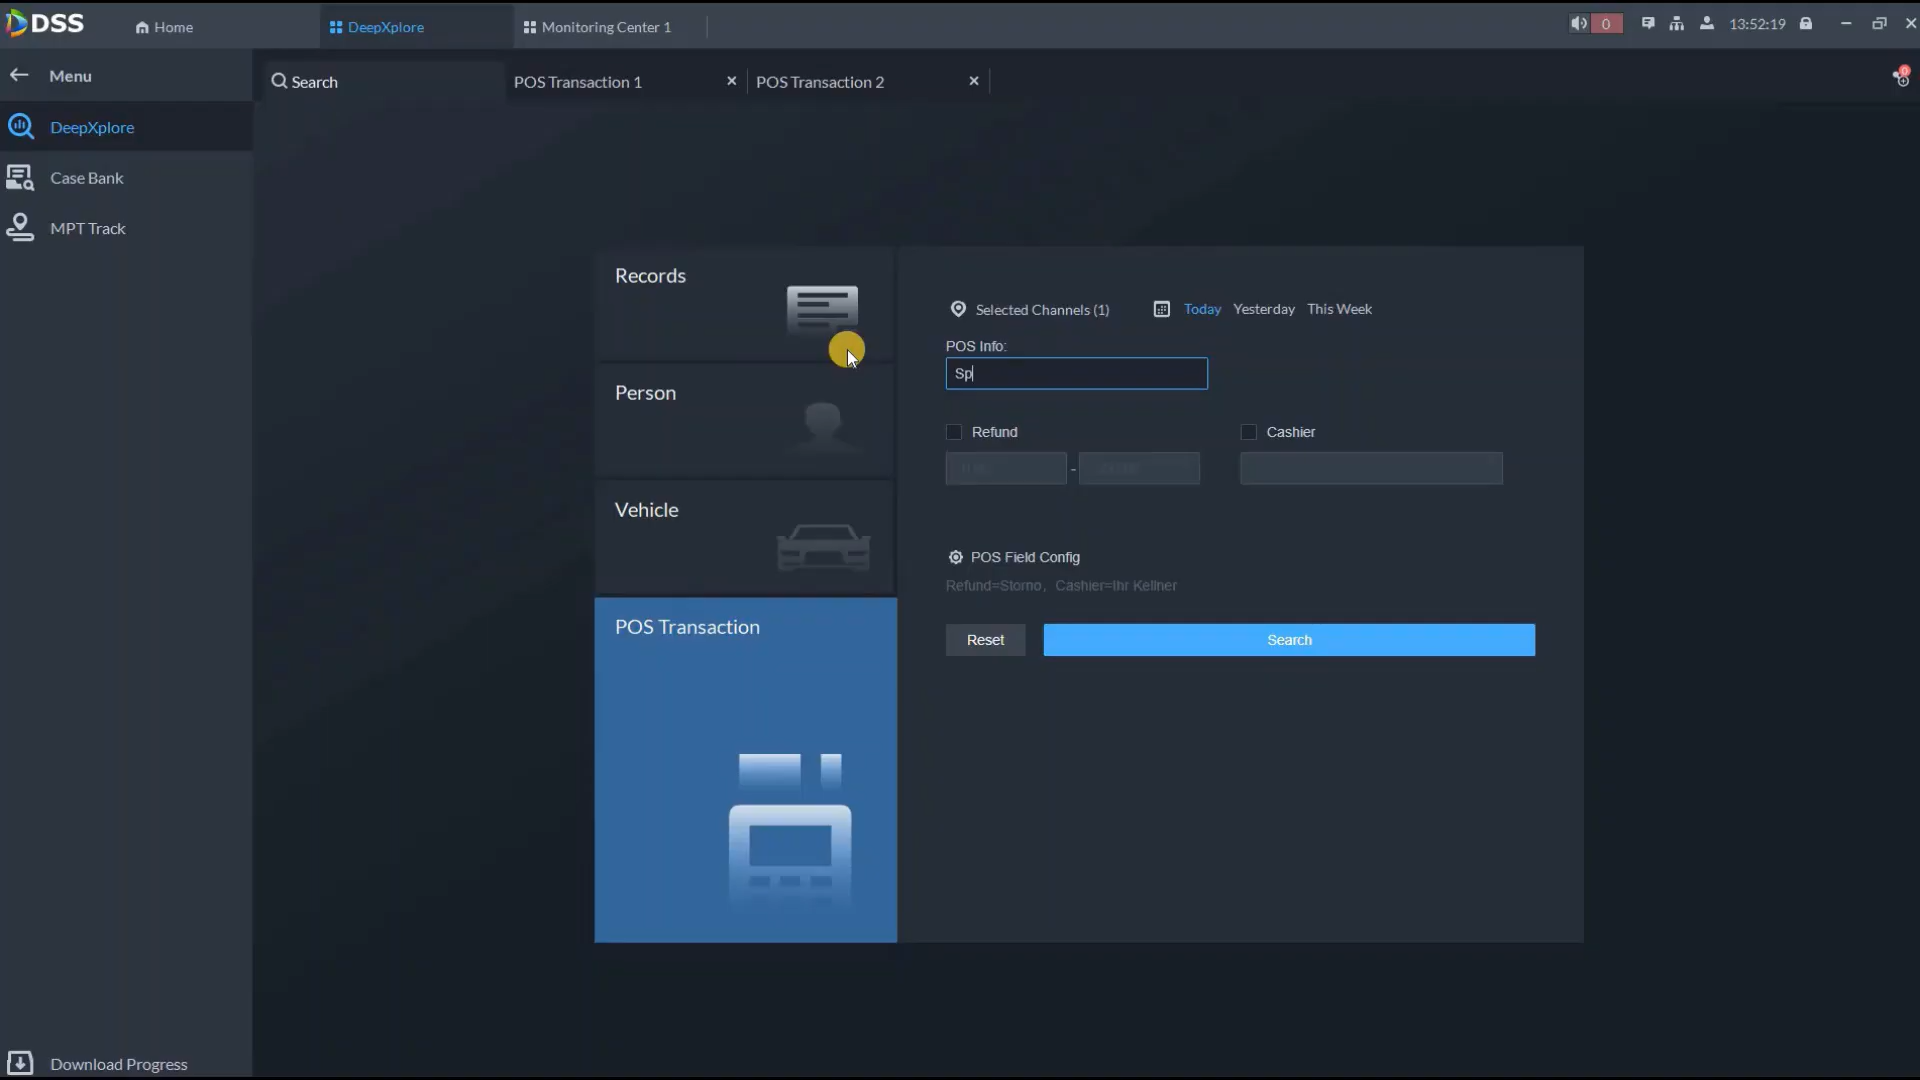 DSS
Home
DeepXplore
Monitoring Center 1
0
13:52:19
Menu
Search
POS Transaction 1
POS Transaction 2
0
DeepXplore
Case Bank
MPT Track
Records
Person
Vehicle
POS Transaction
Selected Channels (1)
Today Yesterday This Week
POS Info:
Sp
Refund
Cashier
-
POS Field Config
Refund=Storno, Cashier=Ihr Kellner
Reset
Search
Download Progress